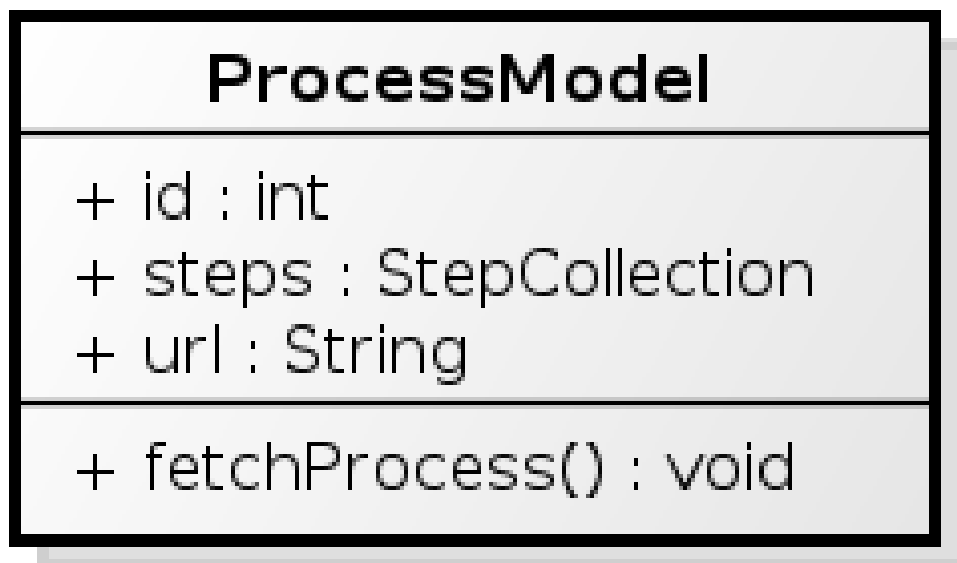 ProcessModel
+ id : int
+ steps : StepCollection
+ url : String
+ fetchProcess() : void